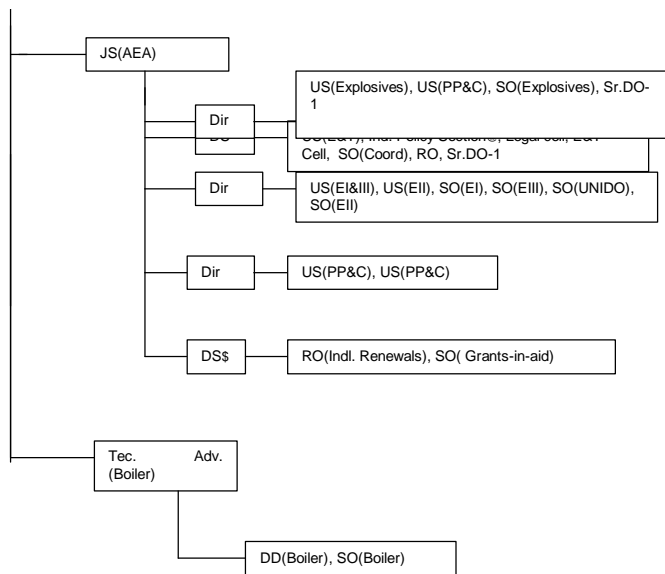 JS(AEA)
US(Explosives), US(PP&C), SO(Explosives), Sr.DO-
1
Dir
Cell, SO(Coord), RO, Sr.DO-1
Dir
US(EI&III), US(EII), SO(EI), SO(EIII), SO(UNIDO),
SO(EII)
Dir
US(PP&C), US(PP&C)
DS$
RO(Indl. Renewals), SO( Grants-in-aid)
Tec. Adv.
(Boiler)
DD(Boiler), SO(Boiler)